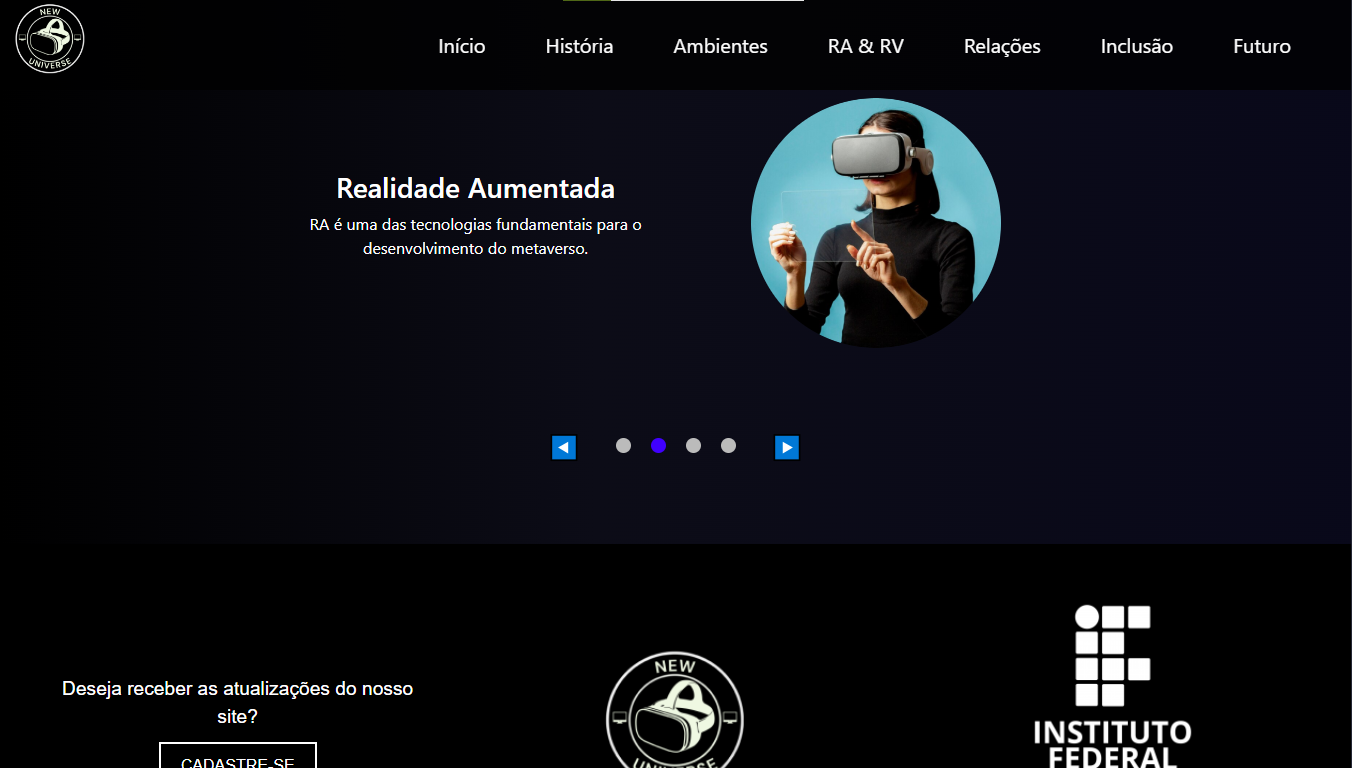 NEW
UNIVERSE
Início
História
Ambientes
RA & RV
Relações
Inclusão
Futuro
Realidade Aumentada
RA é uma das tecnologias fundamentais para o
desenvolvimento do metaverso.
Deseja receber as atualizações do nosso
site?
CADASTRE-SE
NEW
UNIVERSE
INSTITUTO
FEDERAL